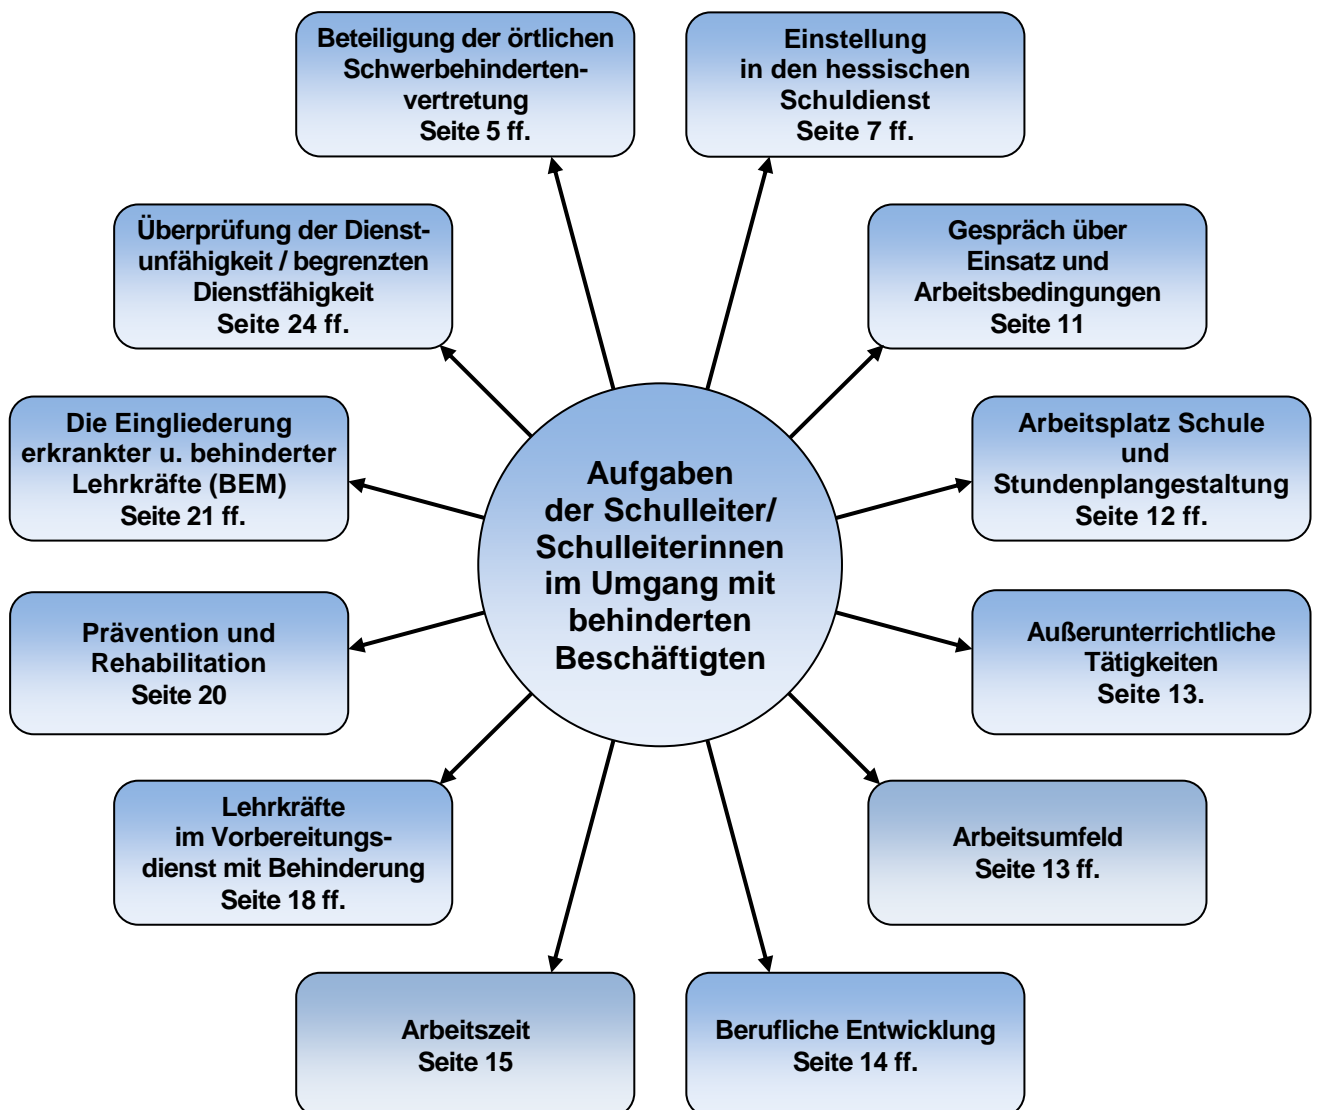 Beteiligung der örtlichen
Schwerbehinderten-
vertretung
Seite 5 ff.
Einstellung
in den hessischen
Schuldienst
Seite 7 ff.
Überprüfung der Dienst-
unfähigkeit / begrenzten
Dienstfähigkeit
Seite 24 ff.
Gespräch über
Einsatz und
Arbeitsbedingungen
Seite 11
Die Eingliederung
erkrankter u. behinderter
Lehrkräfte (BEM)
Seite 21 ff.
Arbeitsplatz Schule
und
Stundenplangestaltung
Seite 12 ff.
Aufgaben
der Schulleiter/
Schulleiterinnen
im Umgang mit
behinderten
Beschäftigten
Prävention und
Rehabilitation
Seite 20
Außerunterrichtliche
Tätigkeiten
Seite 13.
Lehrkräfte
im Vorbereitungs-
dienst mit Behinderung
Seite 18 ff.
Arbeitsumfeld
Seite 13 ff.
Arbeitszeit
Seite 15
Berufliche Entwicklung
Seite 14 ff.